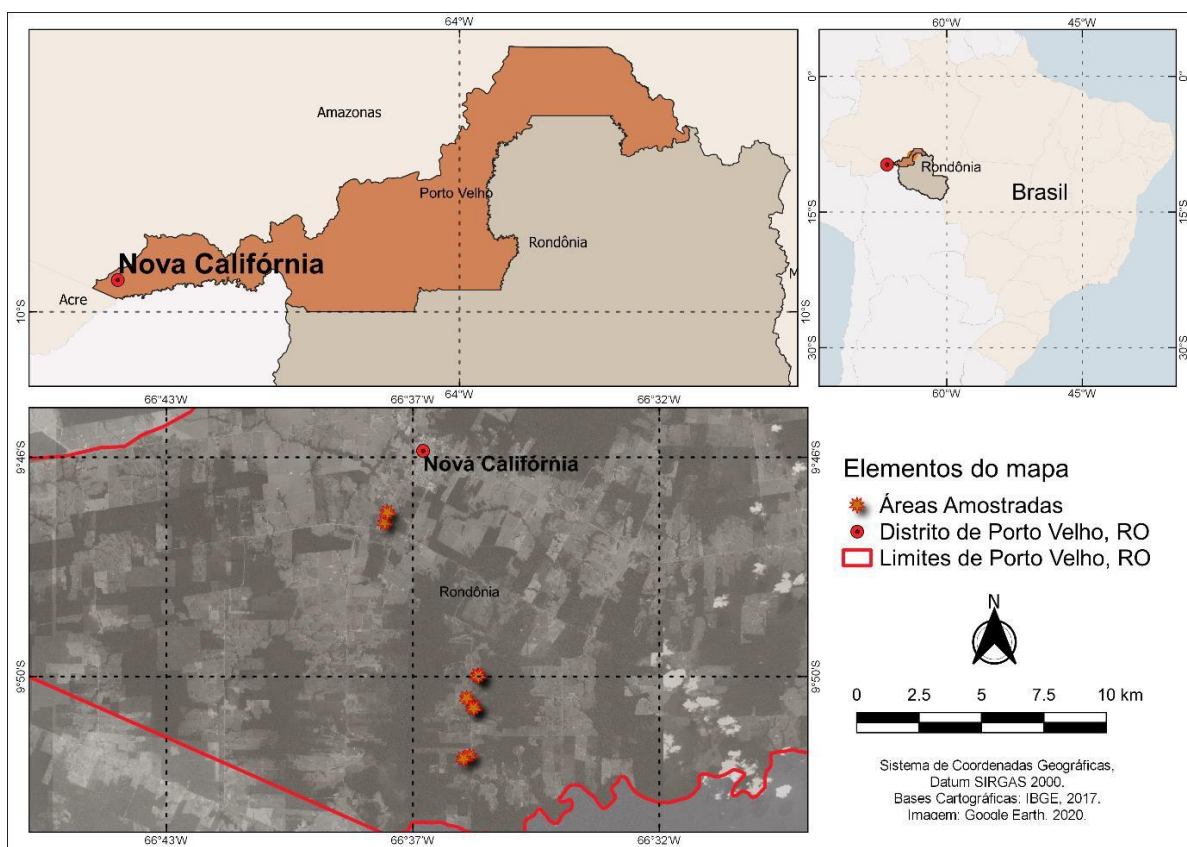 64°W
Amazonas
Porto Velho
Rondônia
Nova Califórnia
Acre
M
10°S
10°S
64°W
60°W
45°W
0°
0°
Rondônia
Brasil
15°S
15°S
30°S
30°S
60°W
45°W
66°43'W
66°37'W
66°32'W
9°46'S
9°46'S
Nova Califórnia
Rondônia
9°50'S
9°50'S
66°43'W
66°37'W
66°32'W
Elementos do mapa
Áreas Amostradas
Distrito de Porto Velho, RO
Limites de Porto Velho, RO
N
0 2.5 5 7.5 10 km
Sistema de Coordenadas Geográficas,
Datum SIRGAS 2000.
Bases Cartográficas: IBGE, 2017.
Imagem: Google Earth. 2020.